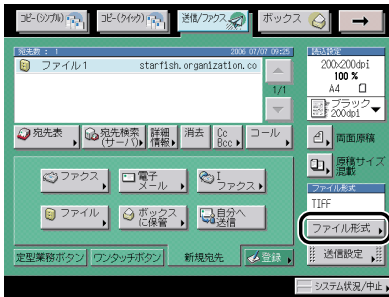 コピー(シンプル)
コピー(クイック)
送信/ファクス
ボックス
宛先数 : 1
2006 07/07 09:25
ファイル1 starfish.organization.co
1/1
宛先表
宛先検索
(サーバ)
詳細
情報
消去
Cc
Bcc
コール
ファクス
電子
メール
I
ファクス
ファイル
ボックス
に保管
自分へ
送信
定型業務ボタン
ワンタッチボタン
新規宛先
登録
読込設定
200x200dpi
100 %
A4
ブラック
200dpi
両面原稿
原稿サイズ
混載
ファイル形式
TIFF
ファイル形式
送信設定
システム状況/中止